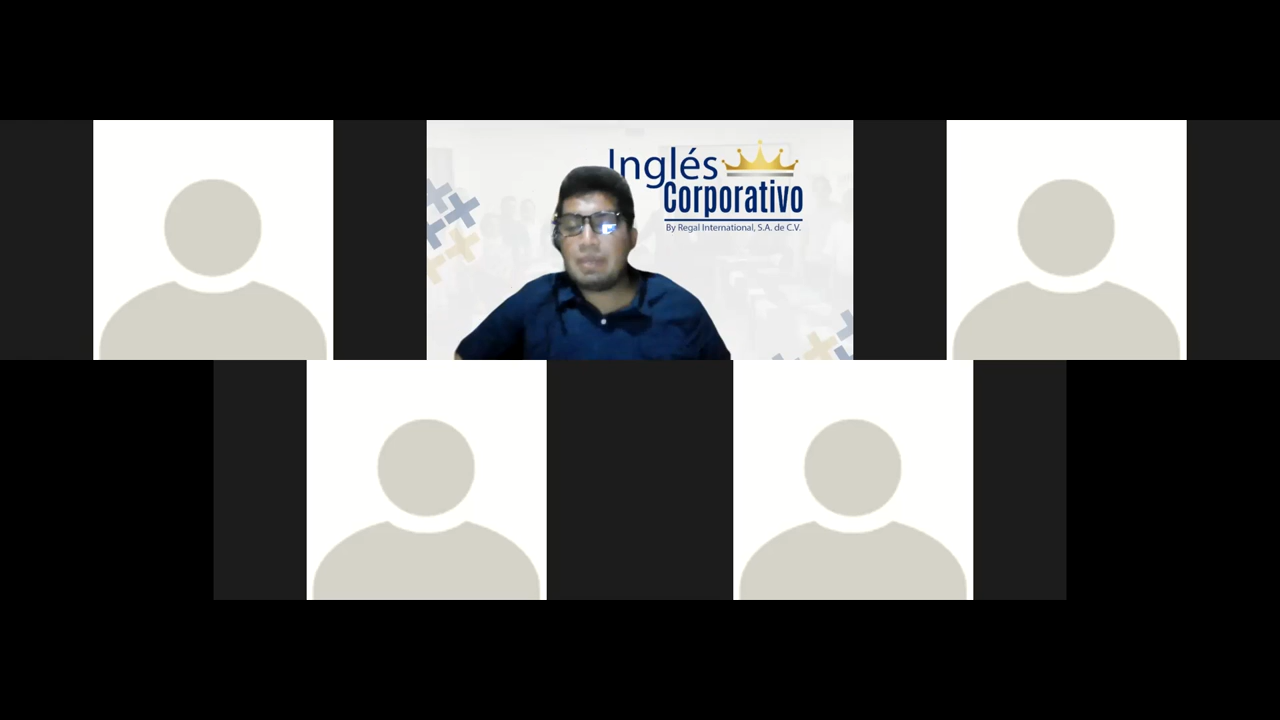 Inglés
Corporativo
By Regal International, S.A. de C.V.